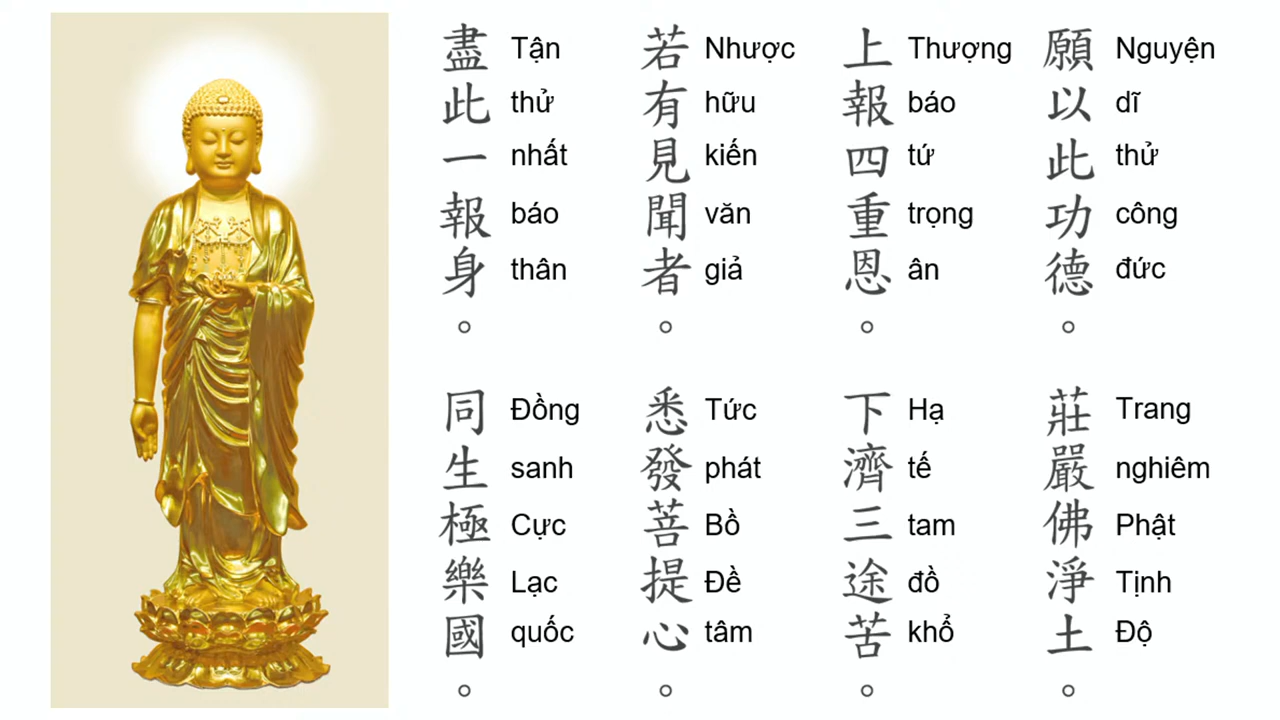 願以此功德。
Nguyện dĩ thử công đức
莊嚴佛淨土。
Trang nghiêm Phật Tịnh Độ
上報四重恩。
Thượng báo tứ trọng ân
下濟三途苦。
Hạ tế tam đồ khổ
若有見聞者。
Nhược hữu kiến văn giả
悉發菩提心。
Tức phát Bồ Đề tâm
盡此一報身。
Tận thử nhất báo thân
同生極樂國。
Đồng sanh Cực Lạc quốc